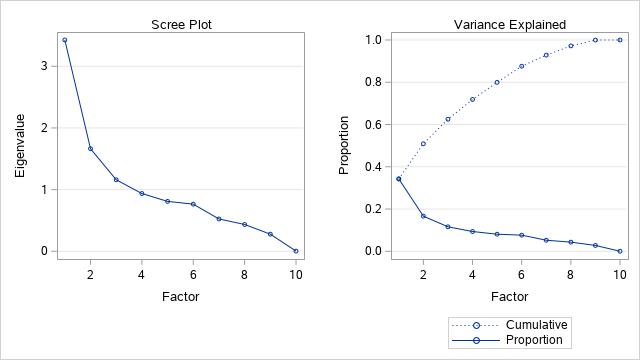 Scree Plot
Eigenvalue
3
2
1
0
2 4 6 8 10
Factor
Variance Explained
Proportion
1.0
0.8
0.6
0.4
0.2
0.0
2 4 6 8 10
Factor
Cumulative
Proportion